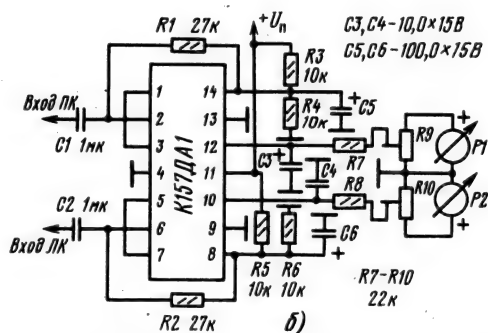 R1 27к
+Uп
С3,С4-10,0×15В
С5,С6-100,0×15В
R3
10к
R4
10к
С5
+
Вход ПК
С1 1мк
1
2
3
4
5
6
7
К157ДА1
14
13
12
11
10
9
8
С3
+
С4
R7
R8
R9
R10
+
+
P1
P2
С2 1мк
Вход ЛК
R5
10к
R6
10к
С6
+
R2 27к
б)
R7-R10
22к